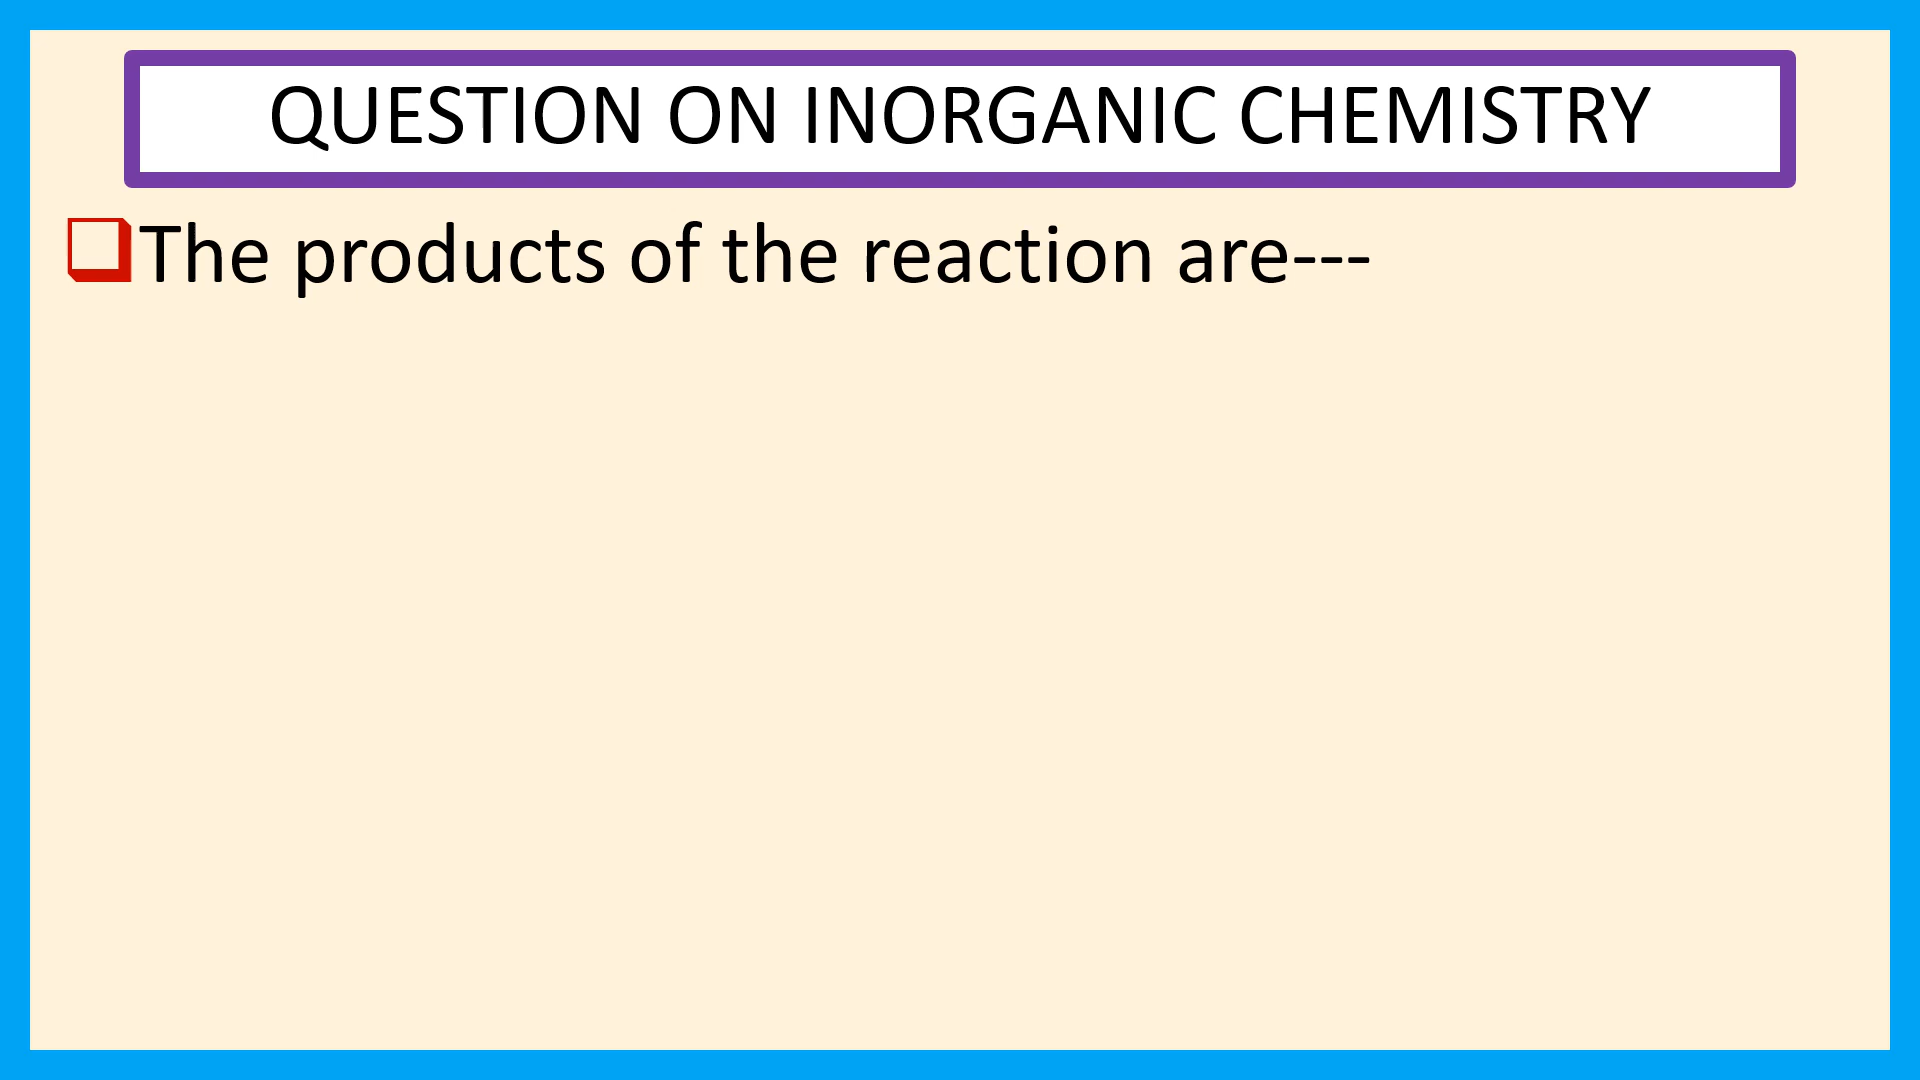 QUESTION ON INORGANIC CHEMISTRY
The products of the reaction are---